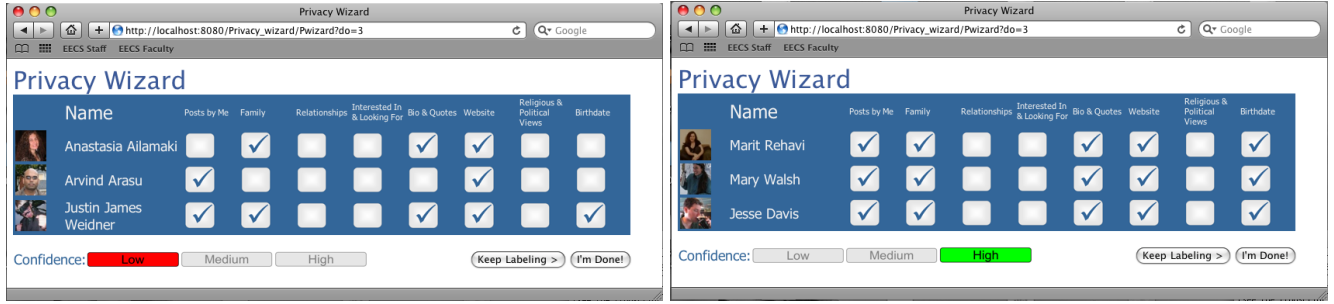 Privacy Wizard
http://localhost:8080/Privacy_wizard/Pwizard?do=3
Google
EECS Staff EECS Faculty
Privacy Wizard
Name Posts by Me Family Relationships Interested In & Looking For Bio & Quotes Website Religious & Political Views Birthdate
Anastasia Ailamaki
Arvind Arasu
Justin James
Weidner
Confidence: Low Medium High Keep Labeling > I'm Done!
Privacy Wizard
http://localhost:8080/Privacy_wizard/Pwizard?do=3
Google
EECS Staff EECS Faculty
Privacy Wizard
Name Posts by Me Family Relationships Interested In & Looking For Bio & Quotes Website Religious & Political Views Birthdate
Marit Rehavi
Mary Walsh
Jesse Davis
Confidence: Low Medium High Keep Labeling > I'm Done!